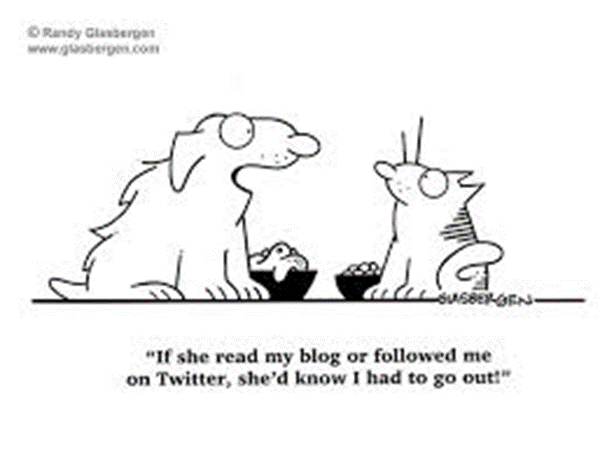 © Randy Glasbergen
www.glasbergen.com
GLASBERGEN
"If she read my blog or followed me
on Twitter, she'd know I had to go out!"